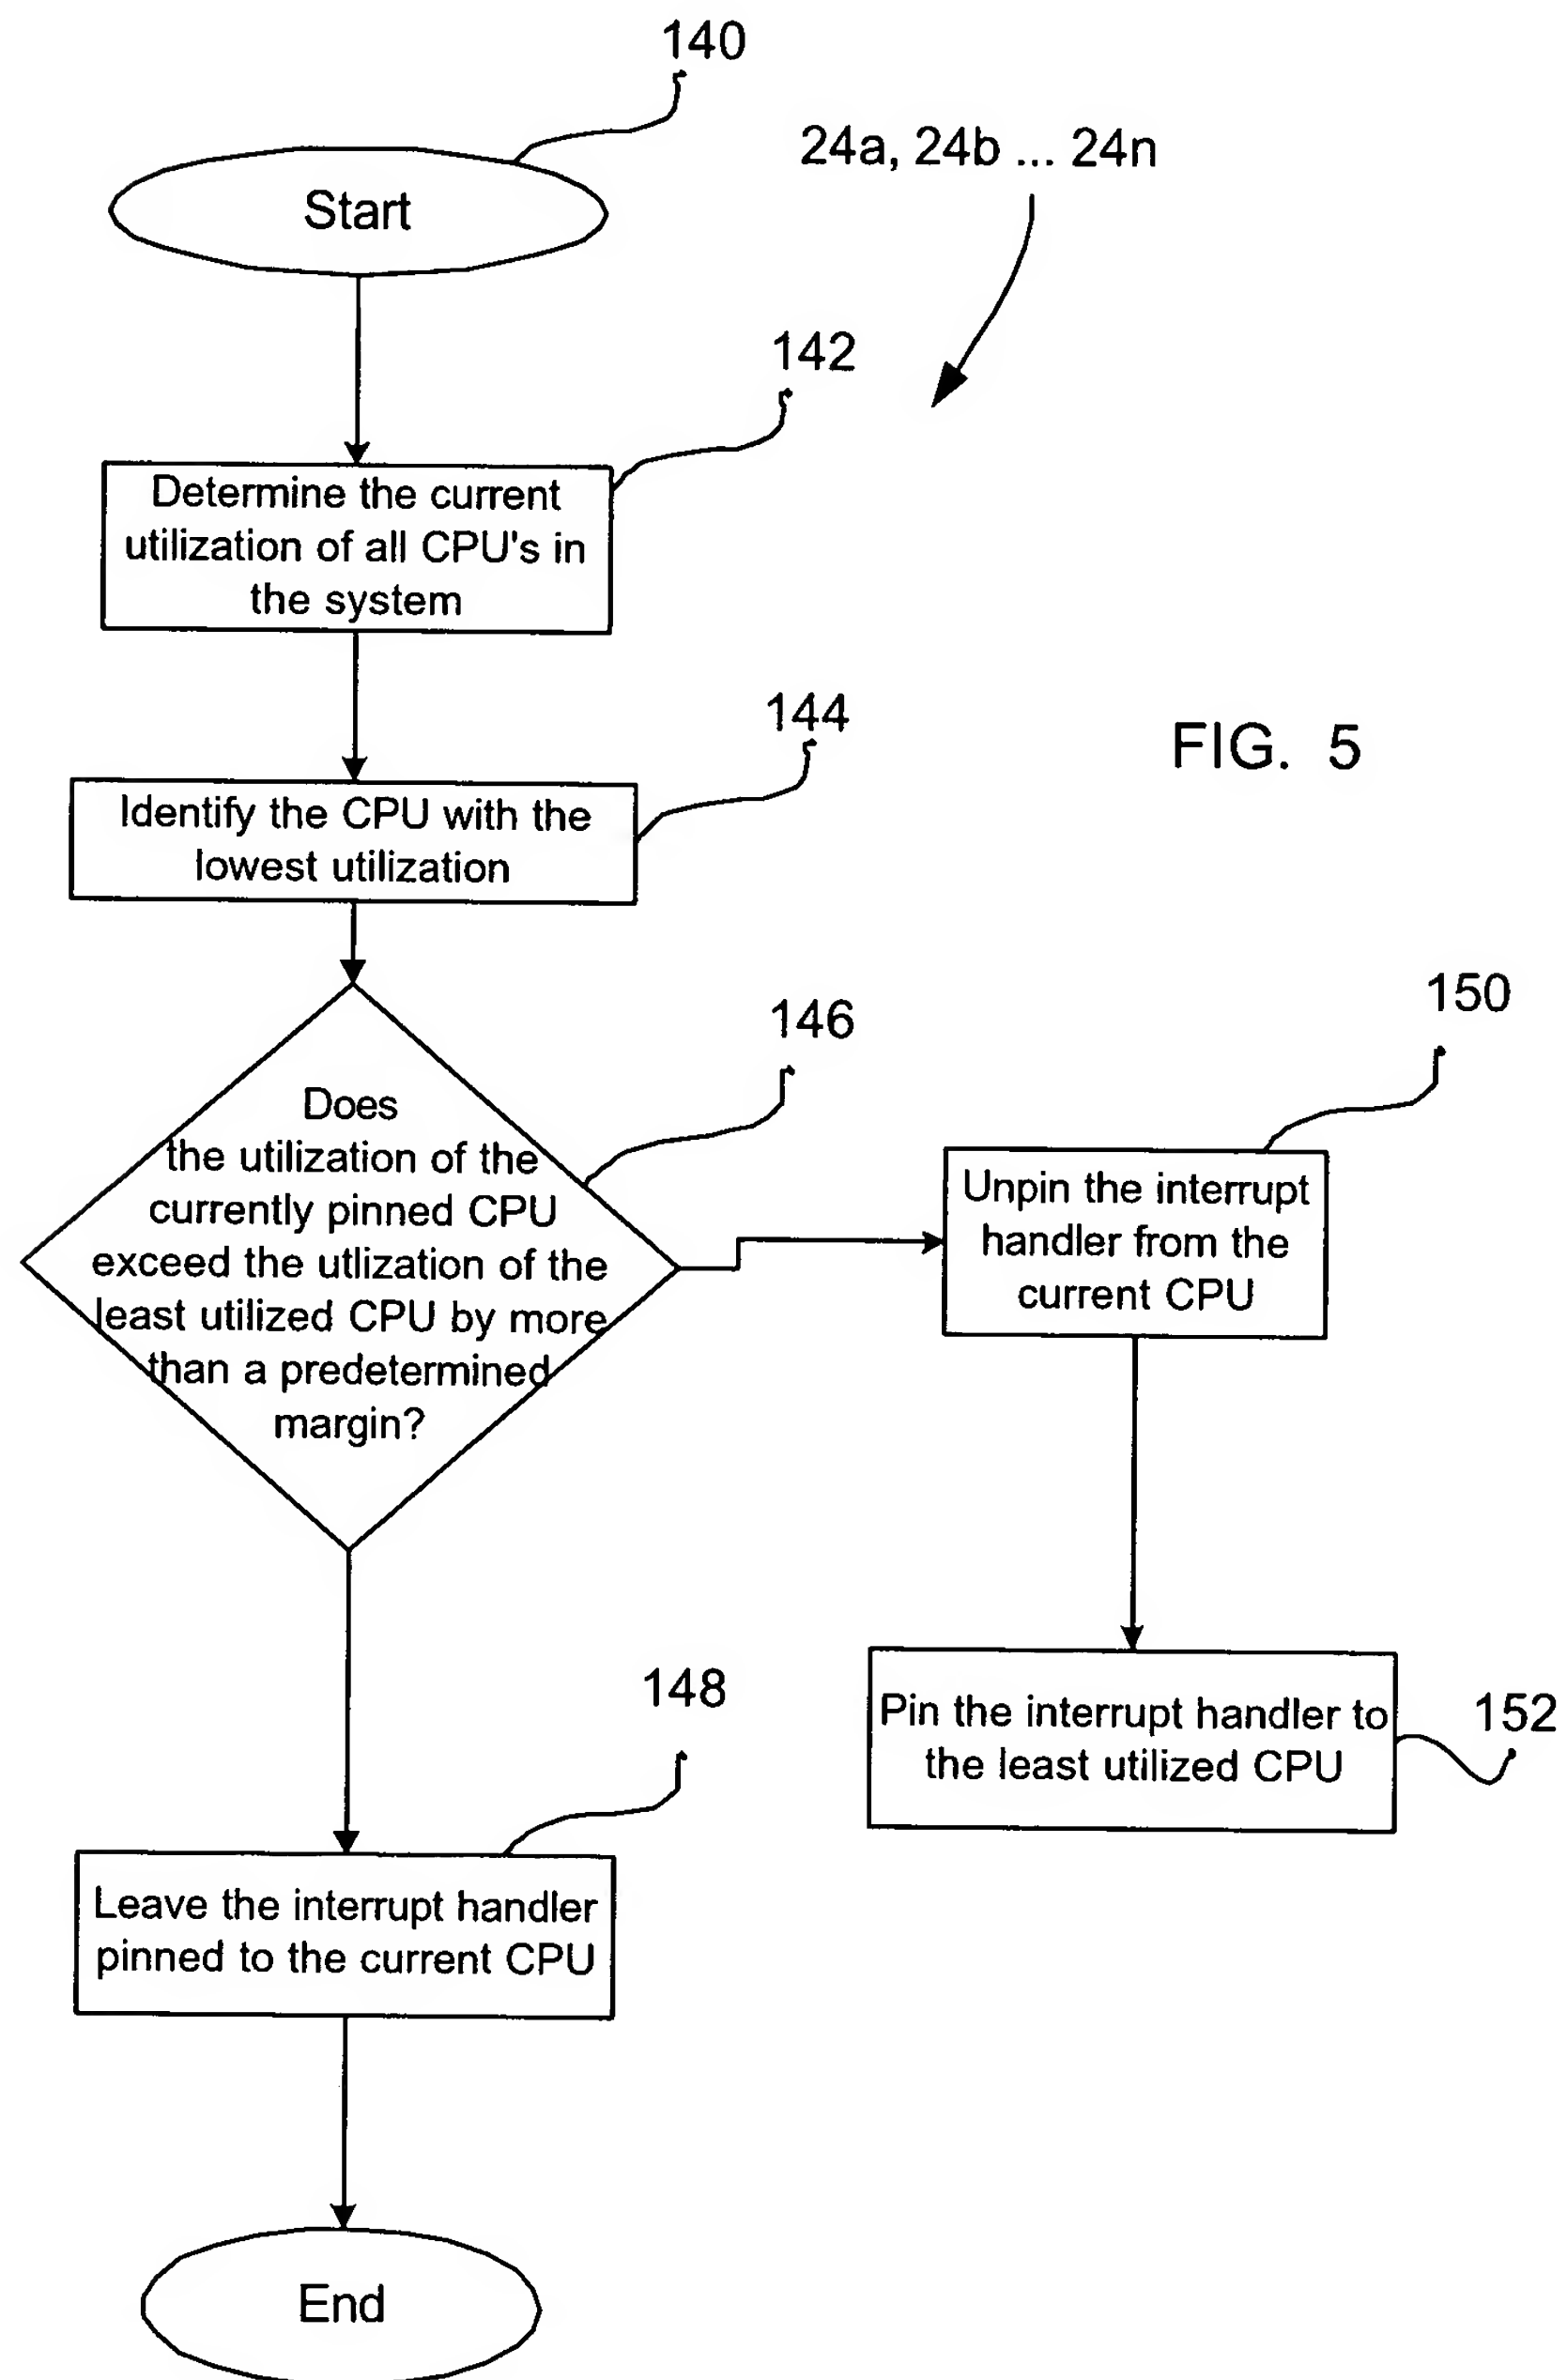 140
24a, 24b ... 24n
Start
142
Determine the current
utilization of all CPU's in
the system
144
FIG. 5
Identify the CPU with the
lowest utilization
146
150
Does
the utilization of the
currently pinned CPU
exceed the utlization of the
least utilized CPU by more
than a predetermined
margin?
Unpin the interrupt
handler from the
current CPU
148
Pin the interrupt handler to
the least utilized CPU
152
Leave the interrupt handler
pinned to the current CPU
End